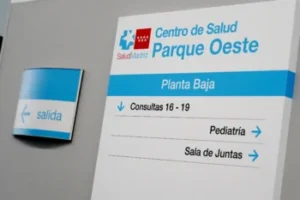 Centro de Salud
Parque Oeste
SaludMadrid
Planta Baja
Consultas 16 - 19
Pediatría
Sala de Juntas
salida